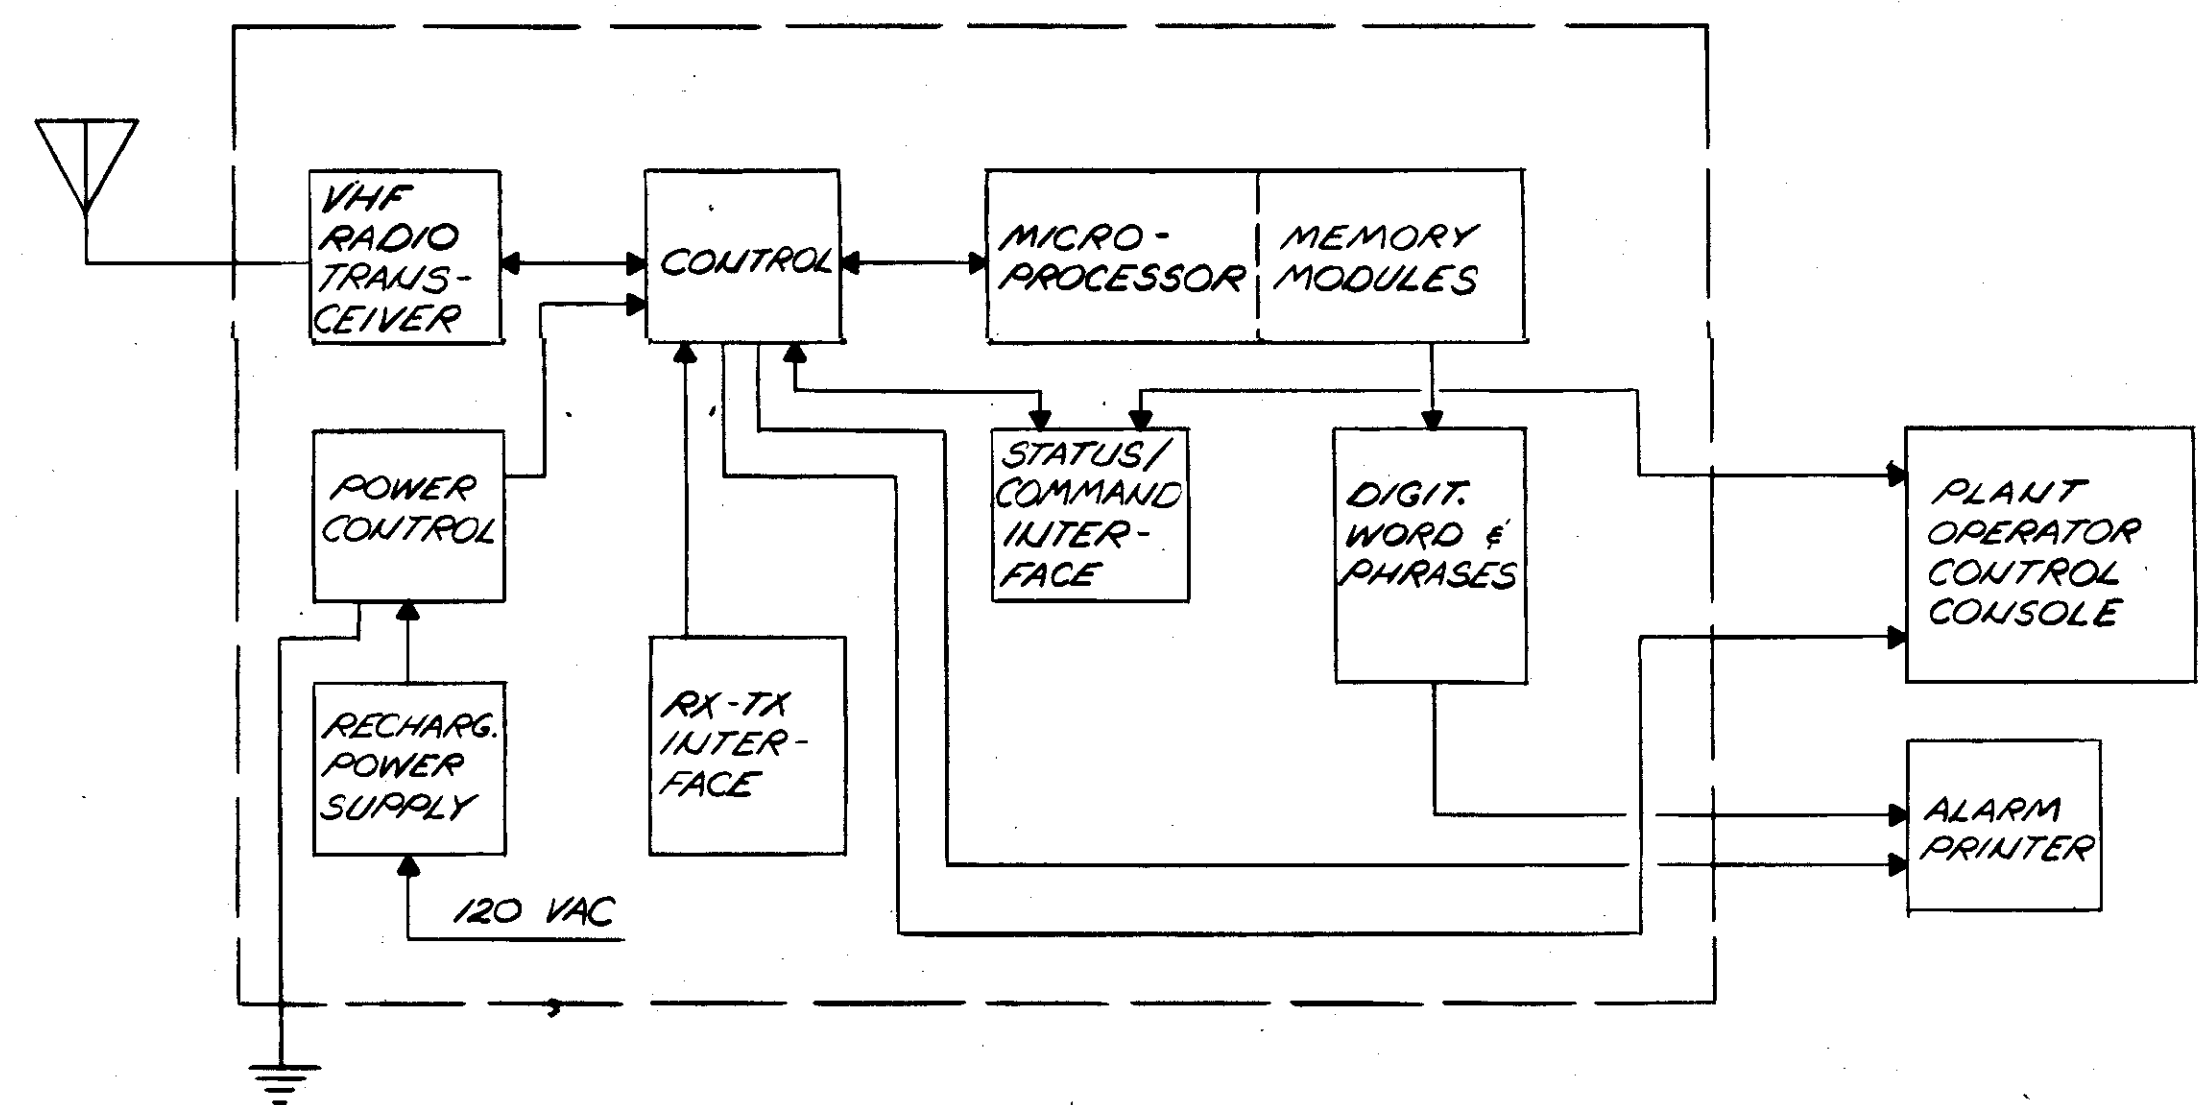 VHF
RADIO
TRANS-
CEIVER
CONTROL
MICRO-
PROCESSOR
MEMORY
MODULES
POWER
CONTROL
STATUS/
COMMAND
INTER-
FACE
DIGIT.
WORD &
PHRASES
PLANT
OPERATOR
CONTROL
CONSOLE
RECHARG.
POWER
SUPPLY
RX-TX
INTER-
FACE
ALARM
PRINTER
120 VAC